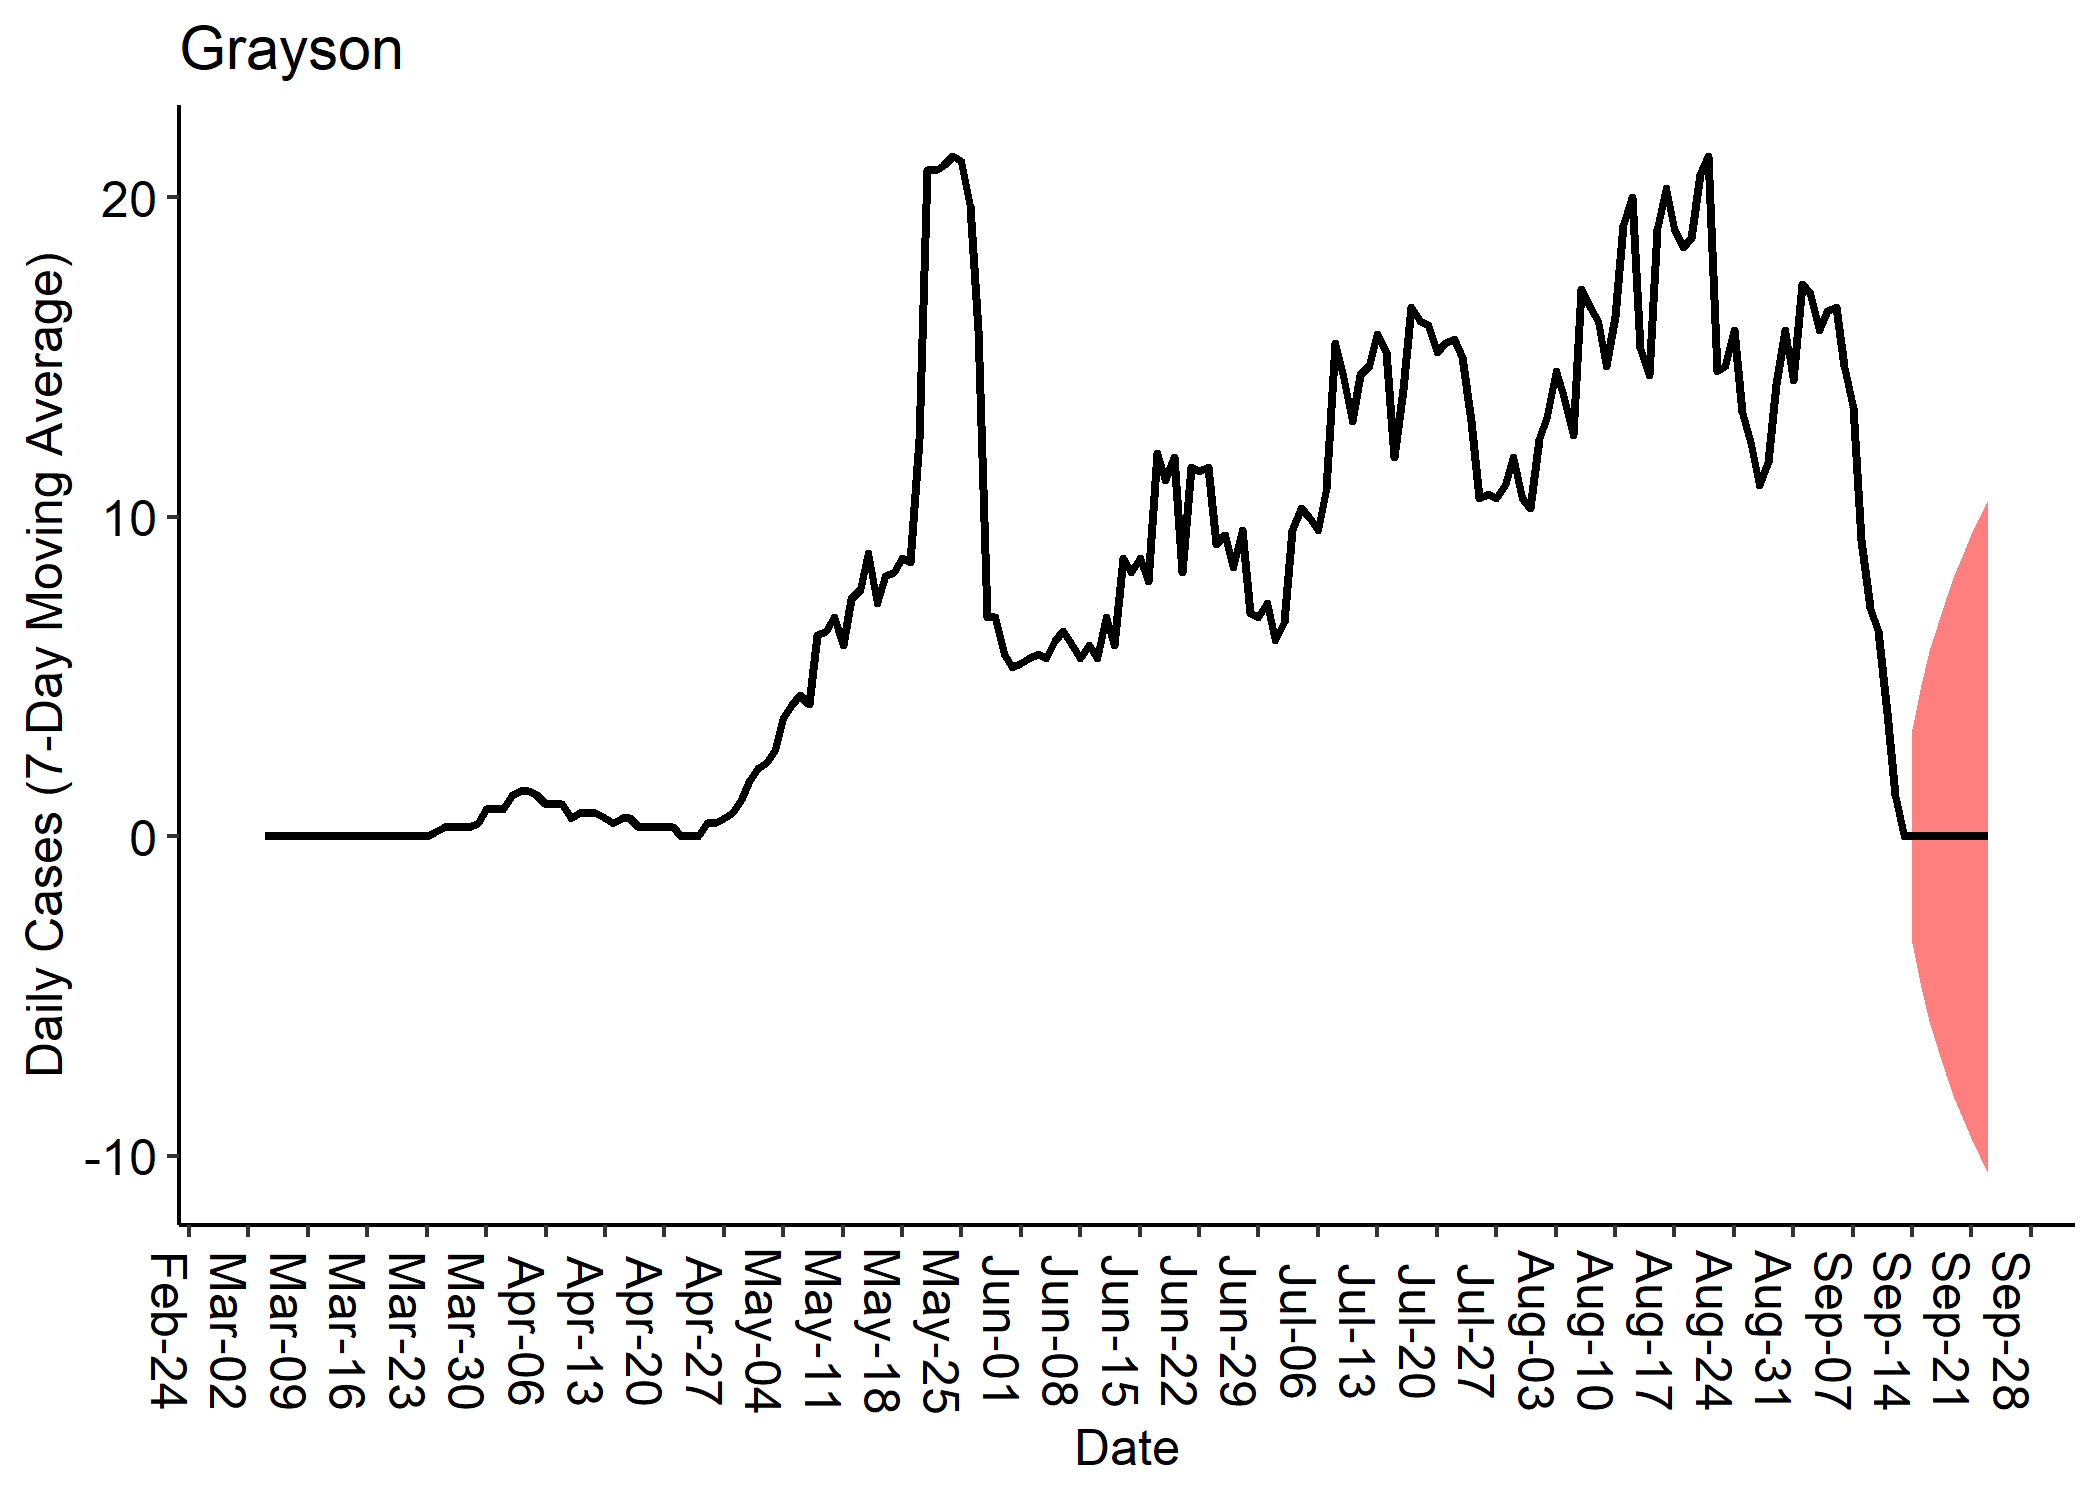 Grayson
Daily Cases (7-Day Moving Average)
20
10
0
-10
Feb-24
Mar-02
Mar-09
Mar-16
Mar-23
Mar-30
Apr-06
Apr-13
Apr-20
Apr-27
May-04
May-11
May-18
May-25
Jun-01
Jun-08
Jun-15
Jun-22
Jun-29
Jul-06
Jul-13
Jul-20
Jul-27
Aug-03
Aug-10
Aug-17
Aug-24
Aug-31
Sep-07
Sep-14
Sep-21
Sep-28
Date